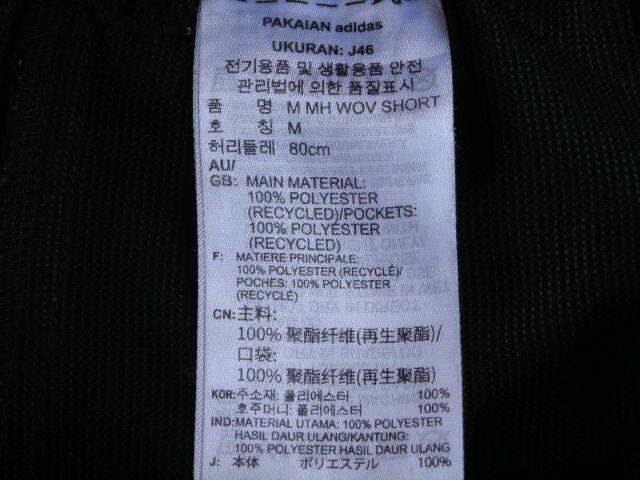 PAKAIAN adidas
UKURAN: J46
전기용품 및 생활용품 안전
관리법에 의한 품질표시
품 명 M MH WOV SHORT
호 칭 M
허리둘레 80cm
AU/
GB: MAIN MATERIAL:
100% POLYESTER
(RECYCLED)/POCKETS:
100% POLYESTER
(RECYCLED)
F: MATIERE PRINCIPALE:
100% POLYESTER (RECYCLÉ)/
POCHES: 100% POLYESTER
(RECYCLÉ)
CN: 主料:
100% 聚酯纤维(再生聚酯)/
口袋:
100% 聚酯纤维(再生聚酯)
KOR: 주소재: 폴리에스터 100%
호주머니: 폴리에스터 100%
IND: MATERIAL UTAMA: 100% POLYESTER
HASIL DAUR ULANG/KANTUNG:
100% POLYESTER HASIL DAUR ULANG
J: 本体 ポリエステル 100%